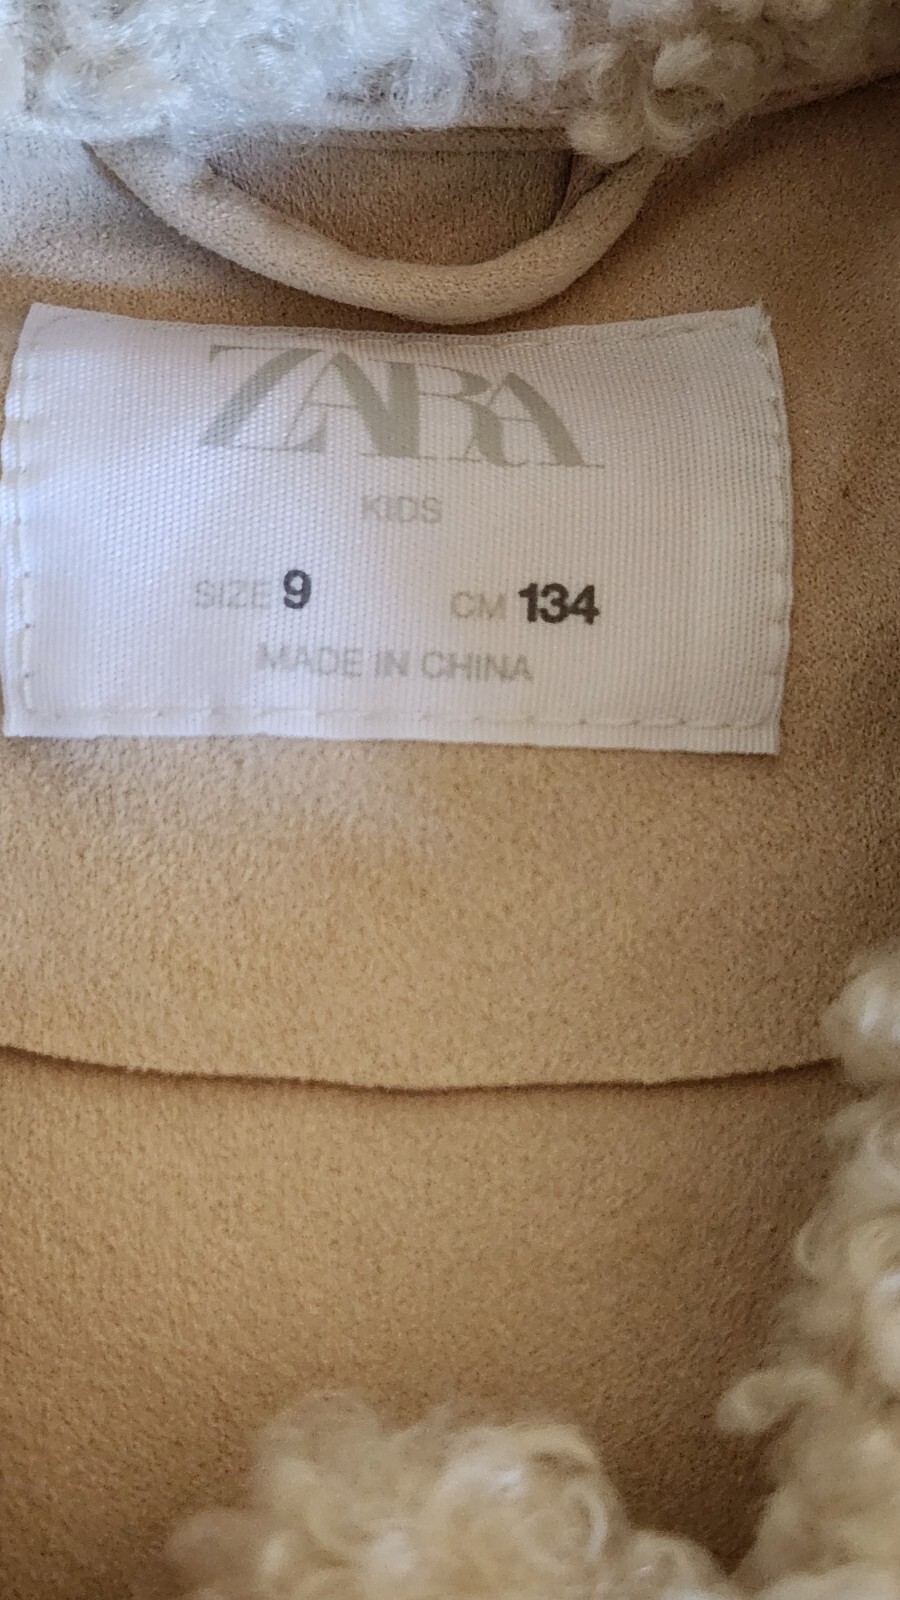 ZARA
KIDS
SIZE 9 CM 134
MADE IN CHINA